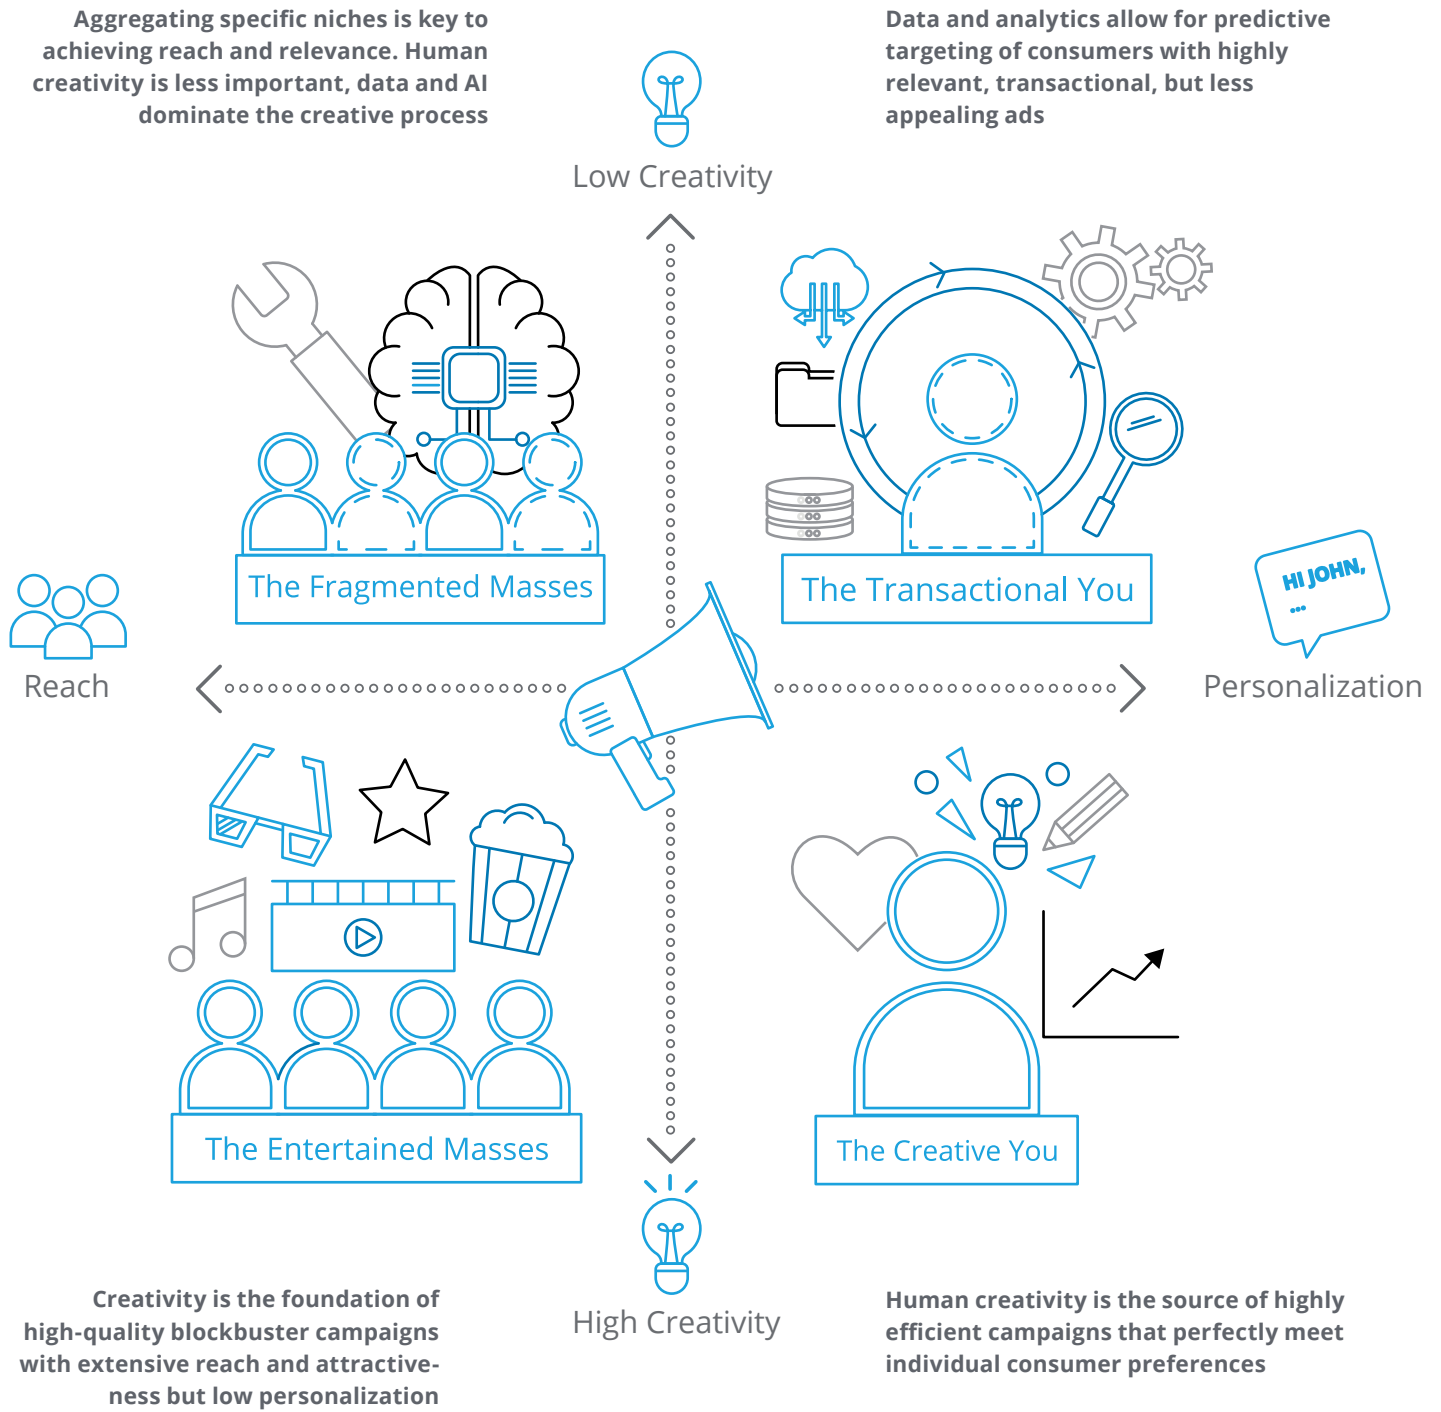 Aggregating specific niches is key to
achieving reach and relevance. Human
creativity is less important, data and AI
dominate the creative process
Data and analytics allow for predictive
targeting of consumers with highly
relevant, transactional, but less
appealing ads
Low Creativity
The Fragmented Masses
The Transactional You
HI JOHN,
...
Reach
Personalization
The Entertained Masses
The Creative You
High Creativity
Creativity is the foundation of
high-quality blockbuster campaigns
with extensive reach and attractive-
ness but low personalization
Human creativity is the source of highly
efficient campaigns that perfectly meet
individual consumer preferences